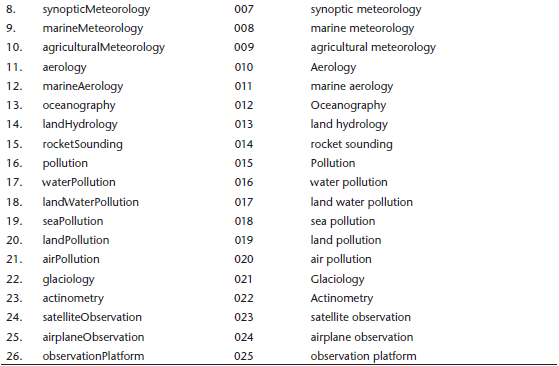 8. synopticMeteorology 007 synoptic meteorology
9. marineMeteorology 008 marine meteorology
10. agriculturalMeteorology 009 agricultural meteorology
11. aerology 010 Aerology
12. marineAerology 011 marine aerology
13. oceanography 012 Oceanography
14. landHydrology 013 land hydrology
15. rocketSounding 014 rocket sounding
16. pollution 015 Pollution
17. waterPollution 016 water pollution
18. landWaterPollution 017 land water pollution
19. seaPollution 018 sea pollution
20. landPollution 019 land pollution
21. airPollution 020 air pollution
22. glaciology 021 Glaciology
23. actinometry 022 Actinometry
24. satelliteObservation 023 satellite observation
25. airplaneObservation 024 airplane observation
26. observationPlatform 025 observation platform